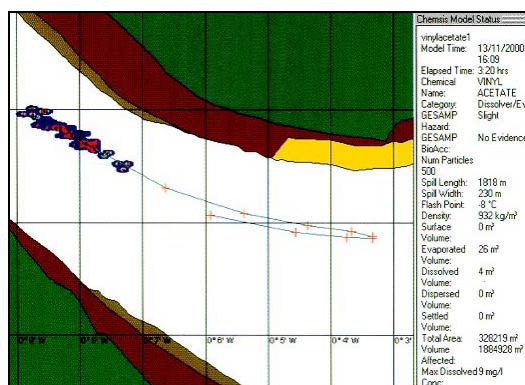 Chemsis Model Status
vinylacetate1
Model Time: 13/11/2000
16:09
Elapsed Time: 3:20 hrs
Chemical VINYL
Name: ACETATE
Category: Dissolver/Ev
GESAMP Slight
Hazard:
GESAMP No Evidence
BioAcc:
Num Particles
500
Spill Length: 1818 m
Spill Width: 230 m
Flash Point: -8 °C
Density: 932 kg/m³
Surface 0 m³
Volume:
Evaporated 26 m³
Volume:
Dissolved 4 m³
Volume:
Dispersed 0 m³
Volume:
Settled 0 m³
Volume:
Total Area: 328219 m²
Volume 1884928 m³
Affected:
Max Dissolved 9 mg/l
Conc:
0°6' W 0°5' W 0°4' W 0°3'